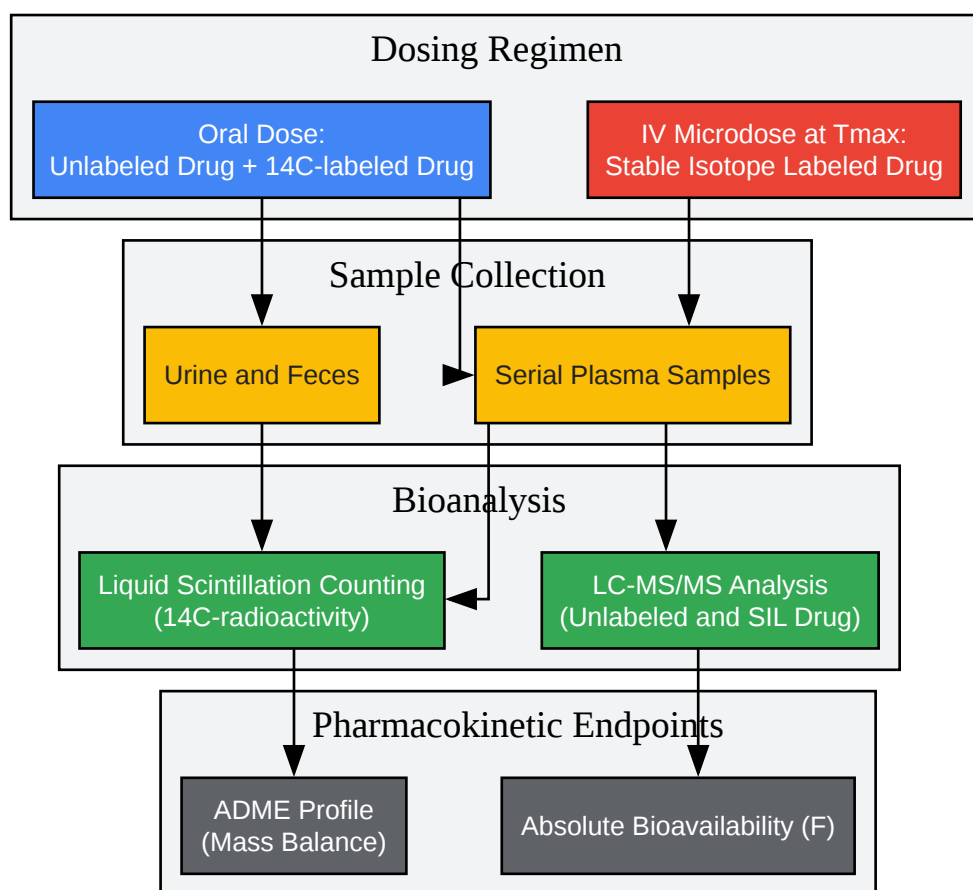 Dosing Regimen
Oral Dose:
Unlabeled Drug + 14C-labeled Drug
IV Microdose at Tmax:
Stable Isotope Labeled Drug
Sample Collection
Urine and Feces
Serial Plasma Samples
Bioanalysis
Liquid Scintillation Counting
(14C-radioactivity)
LC-MS/MS Analysis
(Unlabeled and SIL Drug)
Pharmacokinetic Endpoints
ADME Profile
(Mass Balance)
Absolute Bioavailability (F)